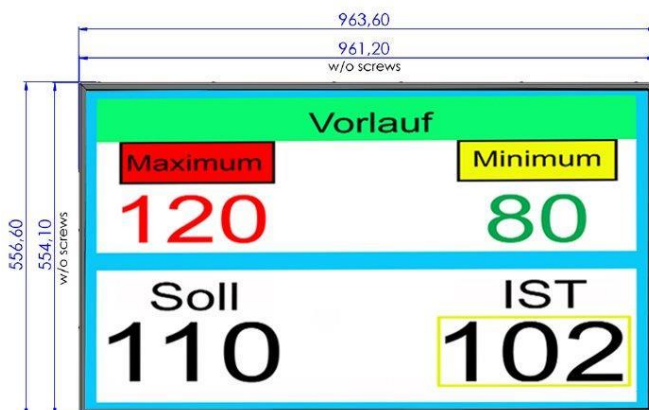 963,60
961,20
w/o screws
556,60
554,10
w/o screws
Vorlauf
Maximum Minimum
120 80
Soll IST
110 102